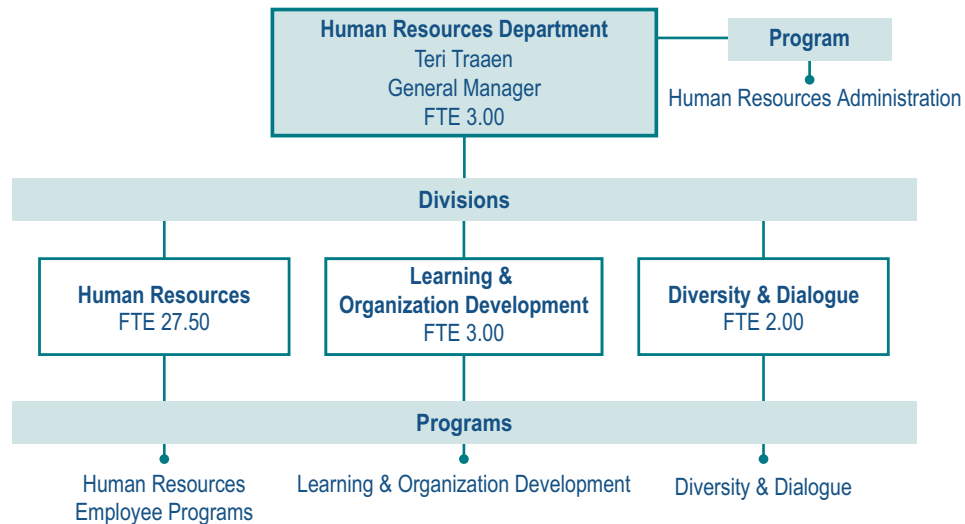 Human Resources Department
Teri Traaen
General Manager
FTE 3.00
Program
Human Resources Administration
Divisions
Human Resources
FTE 27.50
Learning &
Organization Development
FTE 3.00
Diversity & Dialogue
FTE 2.00
Programs
Human Resources
Employee Programs
Learning & Organization Development
Diversity & Dialogue